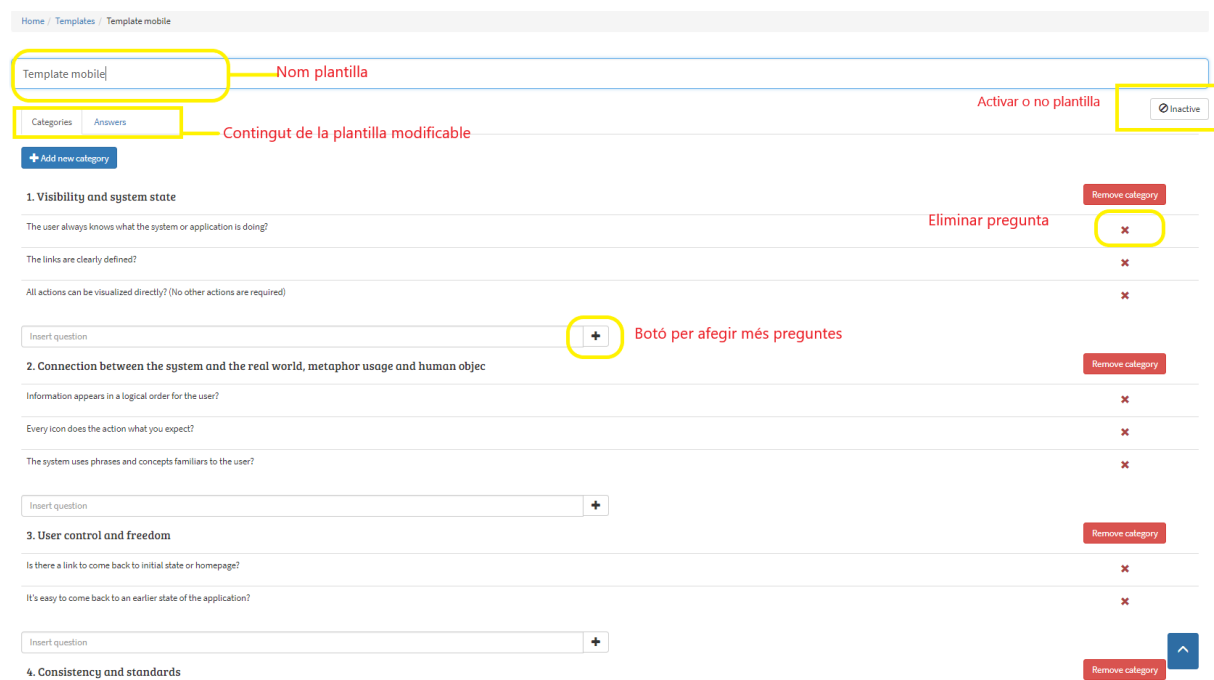 Home / Templates / Template mobile
Template mobile
Nom plantilla
Activar o no plantilla
Inactive
Categories
Answers
Contingut de la plantilla modificable
Add new category
1. Visibility and system state
Remove category
The user always knows what the system or application is doing?
Eliminar pregunta
The links are clearly defined?
All actions can be visualized directly? (No other actions are required)
Insert question
Botó per afegir més preguntes
2. Connection between the system and the real world, metaphor usage and human objec
Remove category
Information appears in a logical order for the user?
Every icon does the action what you expect?
The system uses phrases and concepts familiars to the user?
Insert question
3. User control and freedom
Remove category
Is there a link to come back to initial state or homepage?
It's easy to come back to an earlier state of the application?
Insert question
4. Consistency and standards
Remove category